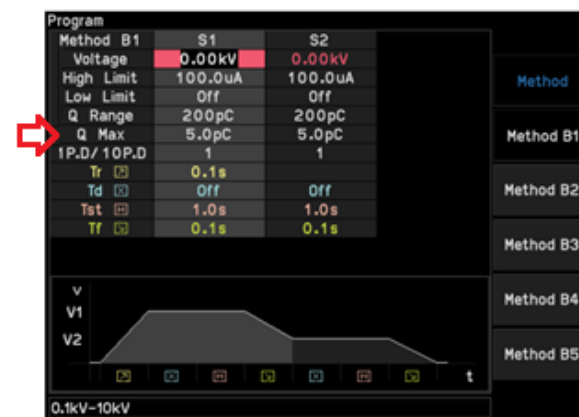 Program
Method B1 S1 S2
Voltage 0.00kV 0.00kV
High Limit 100.0uA 100.0uA
Low Limit Off Off
Q Range 200pC 200pC
Q Max 5.0pC 5.0pC
1P.D/10P.D 1 1
Tr 0.1s
Td Off Off
Tst H 1.0s 1.0s
Tf 0.1s 0.1s
V
V1
V2
H H t
0.1kV-10kV
Method
Method B1
Method B2
Method B3
Method B4
Method B5